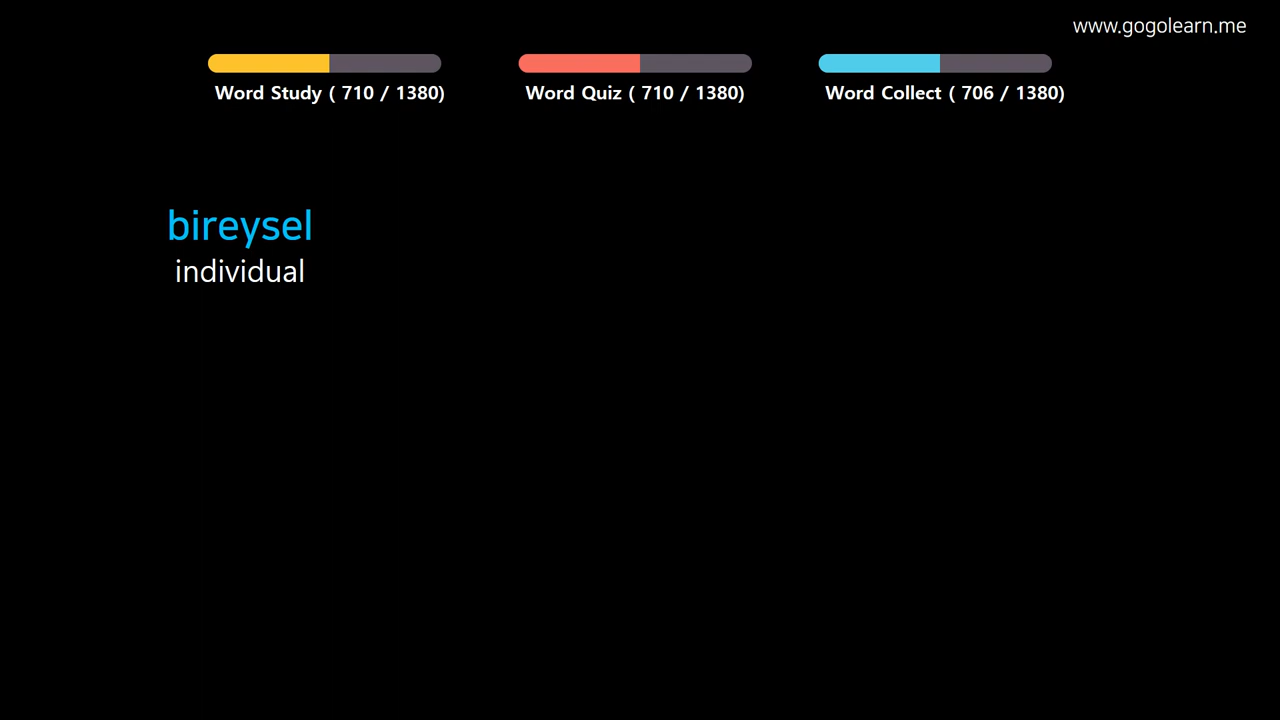 www.gogolearn.me
Word Study ( 710 / 1380)
Word Quiz ( 710 / 1380)
Word Collect ( 706 / 1380)
bireysel
individual